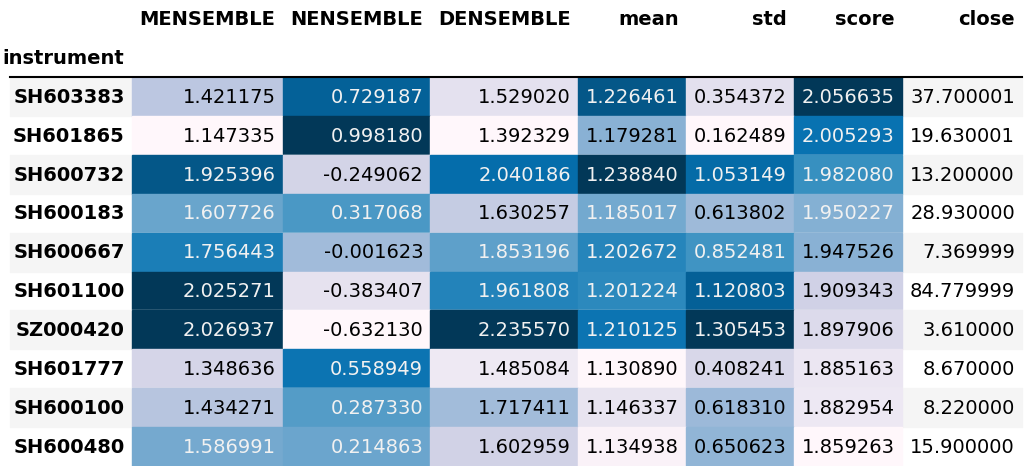 MENSEMBLE NENSEMBLE DENSEMBLE mean std score close
instrument
SH603383 1.421175 0.729187 1.529020 1.226461 0.354372 2.056635 37.700001
SH601865 1.147335 0.998180 1.392329 1.179281 0.162489 2.005293 19.630001
SH600732 1.925396 -0.249062 2.040186 1.238840 1.053149 1.982080 13.200000
SH600183 1.607726 0.317068 1.630257 1.185017 0.613802 1.950227 28.930000
SH600667 1.756443 -0.001623 1.853196 1.202672 0.852481 1.947526 7.369999
SH601100 2.025271 -0.383407 1.961808 1.201224 1.120803 1.909343 84.779999
SZ000420 2.026937 -0.632130 2.235570 1.210125 1.305453 1.897906 3.610000
SH601777 1.348636 0.558949 1.485084 1.130890 0.408241 1.885163 8.670000
SH600100 1.434271 0.287330 1.717411 1.146337 0.618310 1.882954 8.220000
SH600480 1.586991 0.214863 1.602959 1.134938 0.650623 1.859263 15.900000